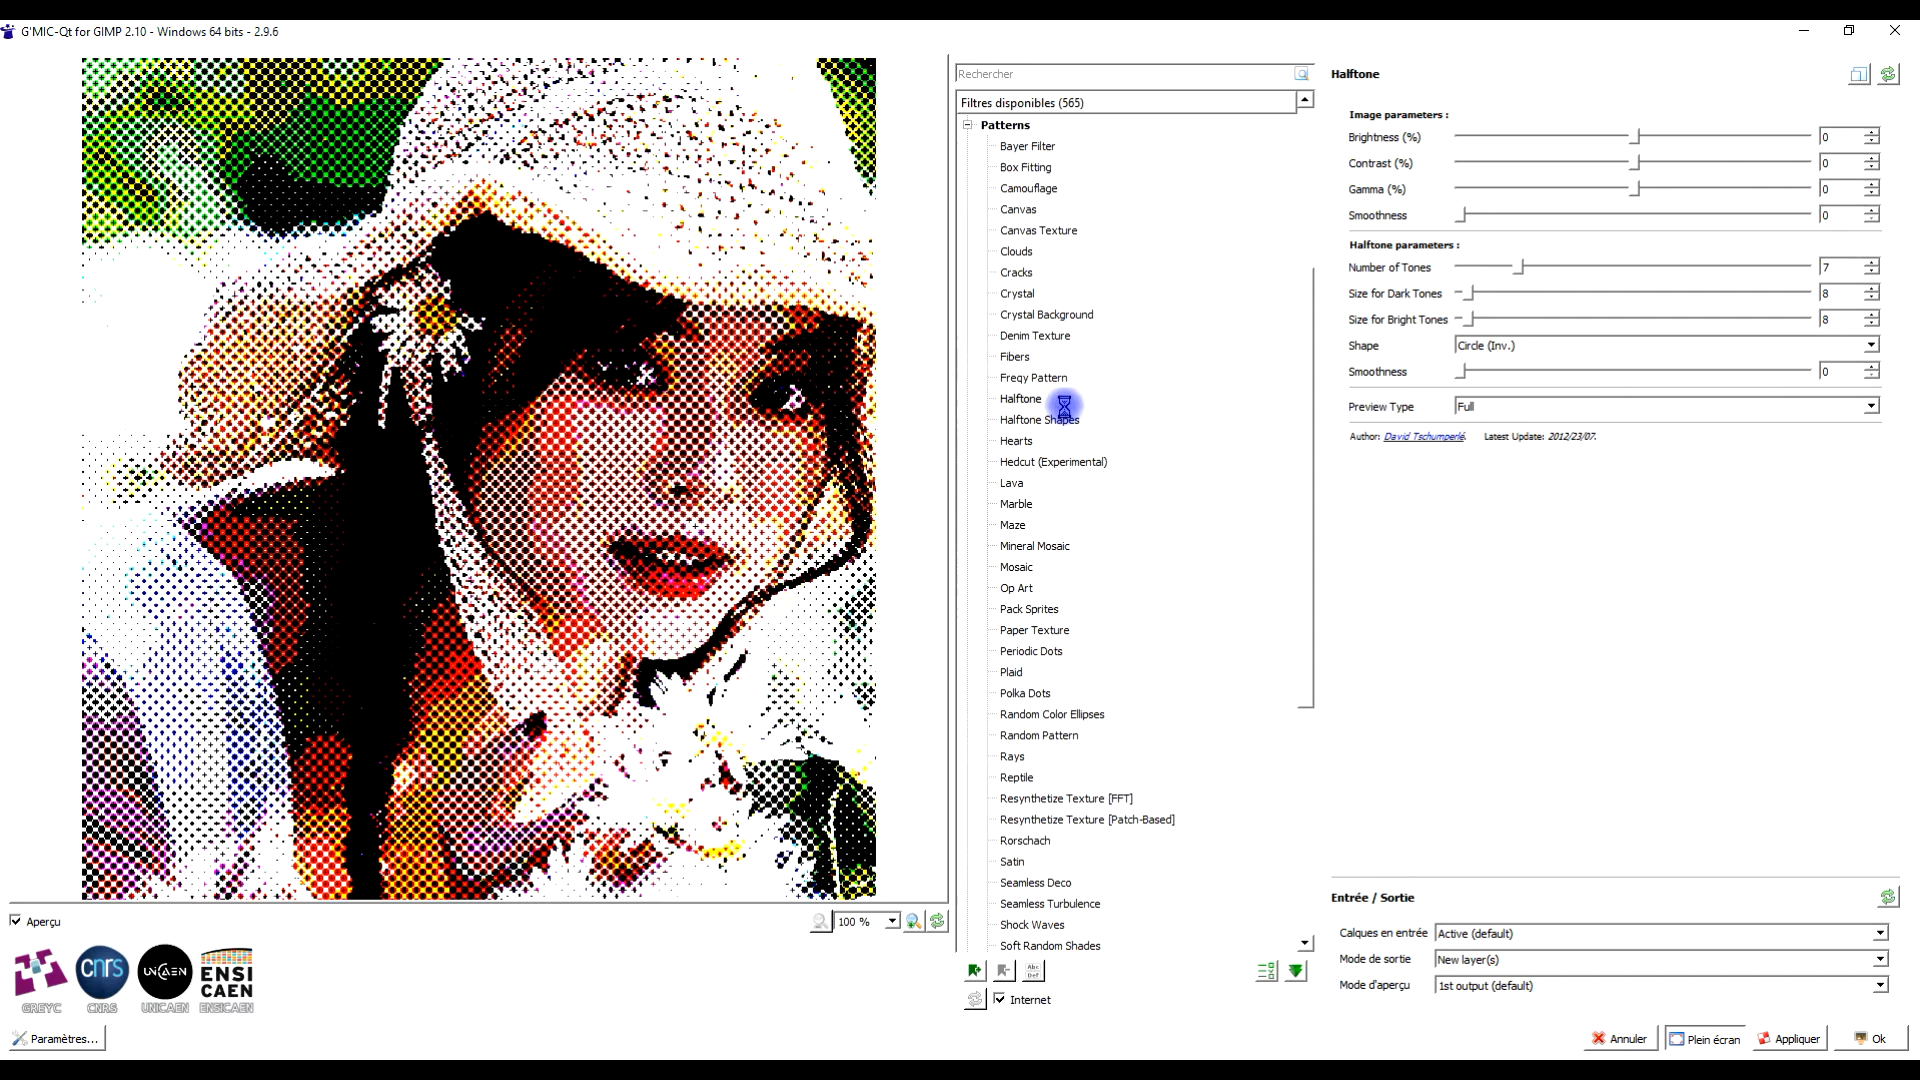 G'MIC-Qt for GIMP 2.10 - Windows 64 bits - 2.9.6
Rechercher
Filtres disponibles (565)
Patterns
Bayer Filter
Box Fitting
Camouflage
Canvas
Canvas Texture
Clouds
Cracks
Crystal
Crystal Background
Denim Texture
Fibers
Freqy Pattern
Halftone
Halftone Shapes
Hearts
Hedcut (Experimental)
Lava
Marble
Maze
Mineral Mosaic
Mosaic
Op Art
Pack Sprites
Paper Texture
Periodic Dots
Plaid
Polka Dots
Random Color Ellipses
Random Pattern
Rays
Reptile
Resynthetize Texture [FFT]
Resynthetize Texture [Patch-Based]
Rorschach
Satin
Seamless Deco
Seamless Turbulence
Shock Waves
Soft Random Shades
Abc
Def
Internet
Halftone
Image parameters :
Brightness (%) 0
Contrast (%) 0
Gamma (%) 0
Smoothness 0
Halftone parameters :
Number of Tones 7
Size for Dark Tones 8
Size for Bright Tones 8
Shape Circle (Inv.)
Smoothness 0
Preview Type Full
Author: David Tschumperlé. Latest Update: 2012/23/07.
Entrée / Sortie
Calques en entrée Active (default)
Mode de sortie New layer(s)
Mode d'aperçu 1st output (default)
Aperçu
100 %
cnrs
UNICAEN
ENSI
CAEN
GREYC CNRS UNICAEN ENSICAEN
Paramètres...
Annuler Plein écran Appliquer Ok